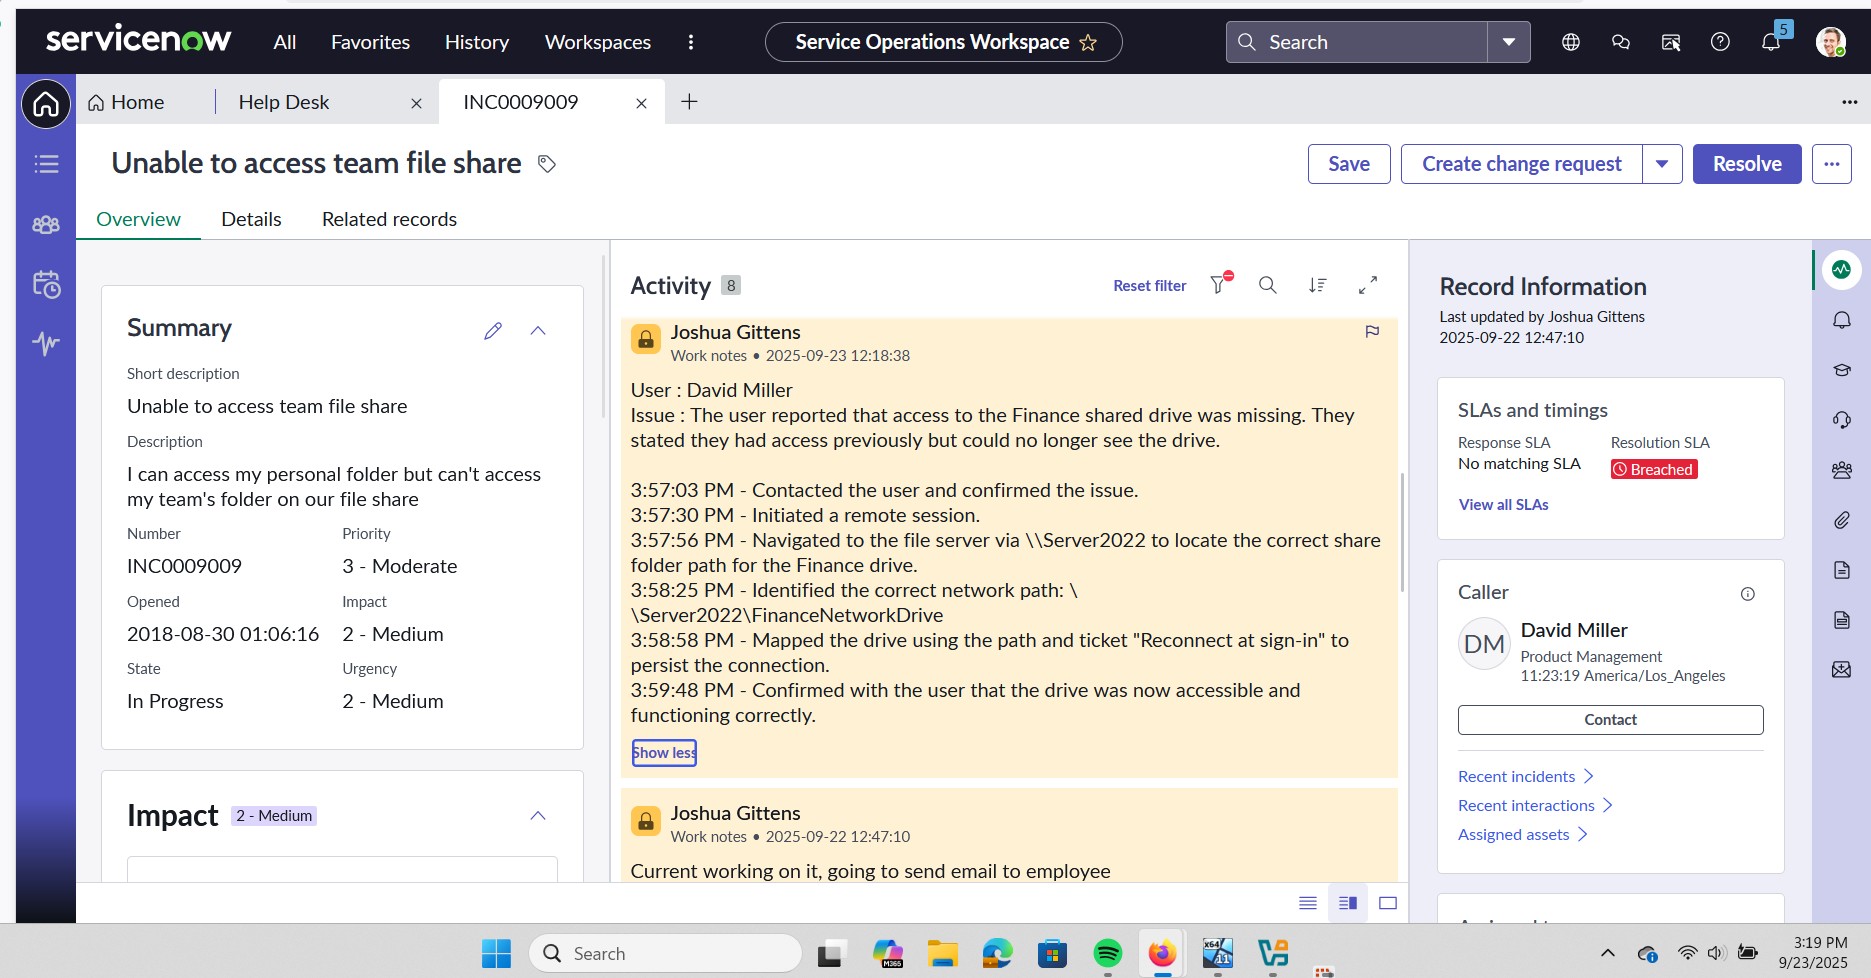 servicenow
All
Favorites
History
Workspaces
Service Operations Workspace
Search
5
Home
Help Desk
INC0009009
Unable to access team file share
Save
Create change request
Resolve
Overview
Details
Related records
Summary
Short description
Unable to access team file share
Description
I can access my personal folder but can't access
my team's folder on our file share
Number
Priority
INC0009009
3 - Moderate
Opened
Impact
2018-08-30 01:06:16
2 - Medium
State
Urgency
In Progress
2 - Medium
Impact
2 - Medium
Activity 8
Reset filter
Joshua Gittens
Work notes • 2025-09-23 12:18:38
User : David Miller
Issue : The user reported that access to the Finance shared drive was missing. They
stated they had access previously but could no longer see the drive.
3:57:03 PM - Contacted the user and confirmed the issue.
3:57:30 PM - Initiated a remote session.
3:57:56 PM - Navigated to the file server via \\Server2022 to locate the correct share
folder path for the Finance drive.
3:58:25 PM - Identified the correct network path: \
\Server2022\FinanceNetworkDrive
3:58:58 PM - Mapped the drive using the path and ticket "Reconnect at sign-in" to
persist the connection.
3:59:48 PM - Confirmed with the user that the drive was now accessible and
functioning correctly.
Show less
Joshua Gittens
Work notes • 2025-09-22 12:47:10
Current working on it, going to send email to employee
Record Information
Last updated by Joshua Gittens
2025-09-22 12:47:10
SLAs and timings
Response SLA
Resolution SLA
No matching SLA
Breached
View all SLAs
Caller
DM
David Miller
Product Management
11:23:19 America/Los_Angeles
Contact
Recent incidents
Recent interactions
Assigned assets
Search
M365
x64
11
3:19 PM
9/23/2025